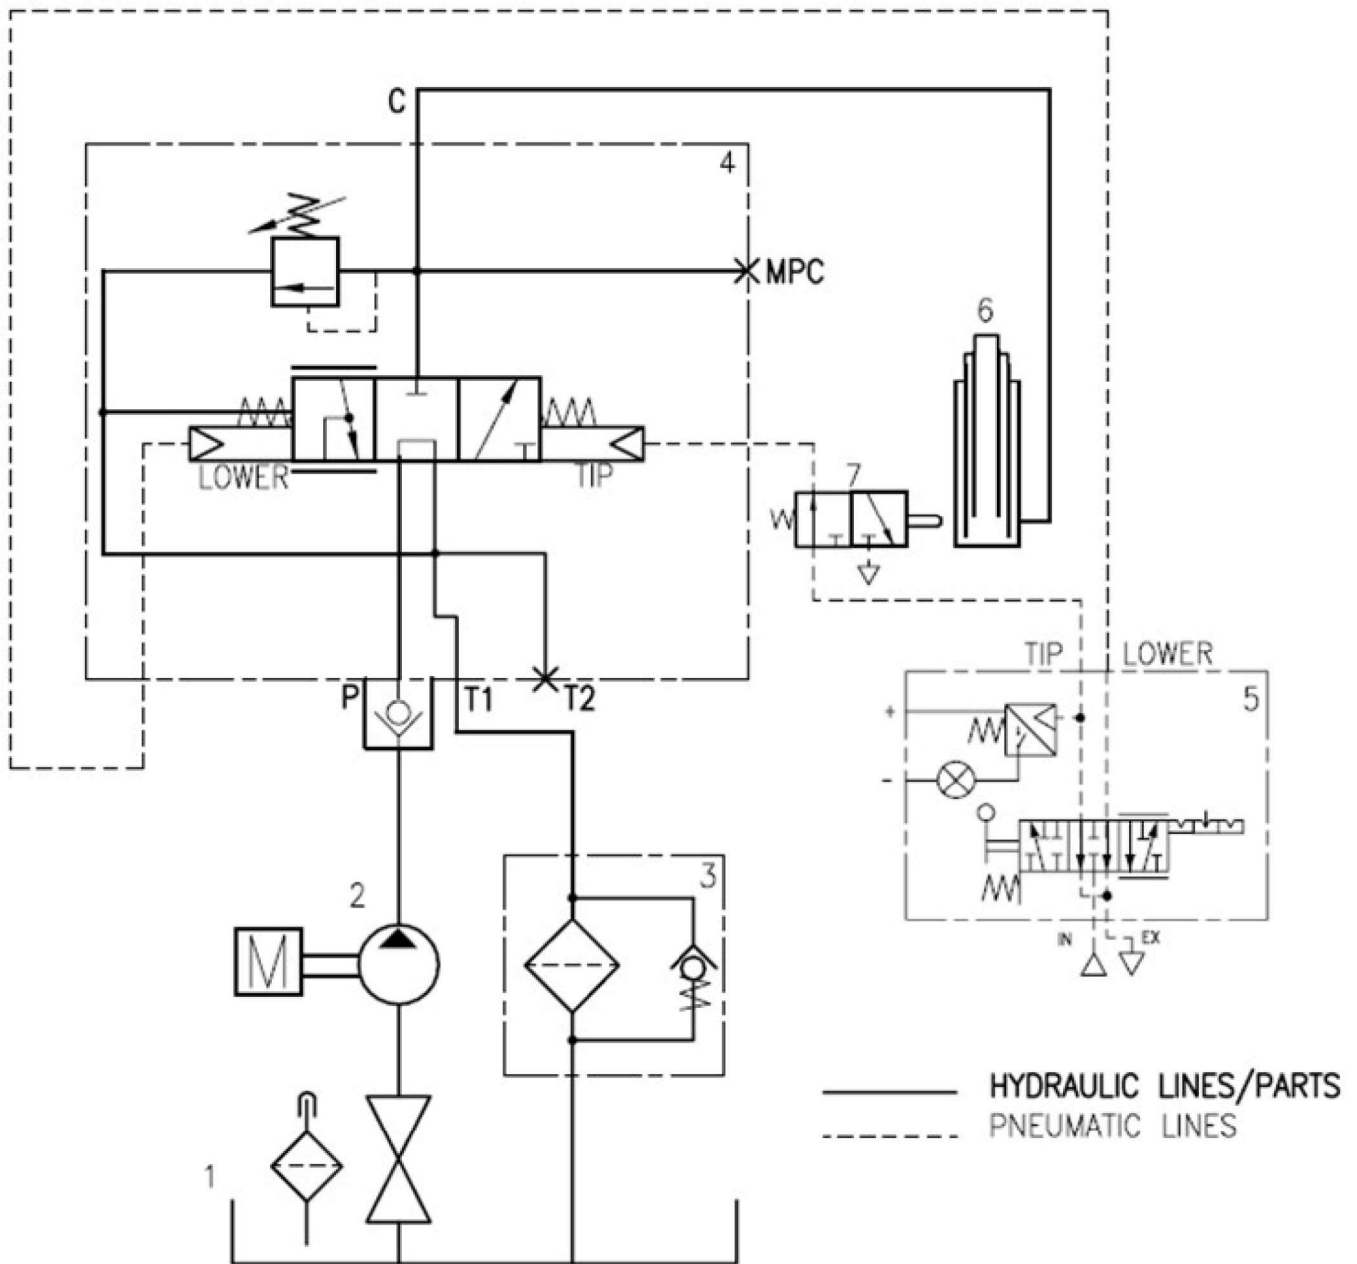 C
4
MPC
6
LOWER
TIP
7
TIP LOWER
5
P T1 T2
+
-
2
3
M
IN EX
1
HYDRAULIC LINES/PARTS
PNEUMATIC LINES